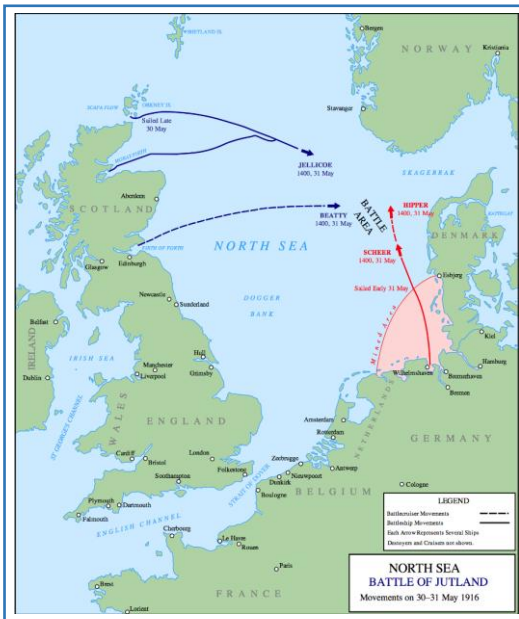 SHETLAND IS.
Bergen
NORWAY
Kristiania
SCAPA FLOW
ORKNEY IS.
Sailed Late
30 May
Stavanger
MORAY FIRTH
JELLICOE
1400, 31 May
SKAGERRAK
Aberdeen
SCOTLAND
BEATTY
1400, 31 May
BATTLE
AREA
HIPPER
1400, 31 May
KATTEGAT
DENMARK
FIRTH OF FORTH
Glasgow
Edinburgh
NORTH SEA
SCHEER
1400, 31 May
Esbjerg
Sailed Early 31 May
Newcastle
Sunderland
DOGGER
BANK
Mined Area
Belfast
IRELAND
IRISH SEA
Hull
Grimsby
Kiel
Hamburg
Dublin
Manchester
Liverpool
Wilhelmshaven
Bremerhaven
Bremen
ST GEORGE'S CHANNEL
WALES
ENGLAND
Amsterdam
Rotterdam
NETHERLANDS
GERMANY
Cardiff
Bristol
London
Folkestone
Zeebrugge
Nieuwpoort
Dunkirk
Antwerp
Southampton
STRAIT OF DOVER
Boulogne
BELGIUM
Cologne
Plymouth
Dartmouth
Falmouth
ENGLISH CHANNEL
Cherbourg
Le Havre
Rouen
Paris
Brest
Lorient
FRANCE
LEGEND
Battlecruiser Movements
Battleship Movements
Each Arrow Represents Several Ships
Destroyers and Cruisers not shown.
NORTH SEA
BATTLE OF JUTLAND
Movements on 30–31 May 1916